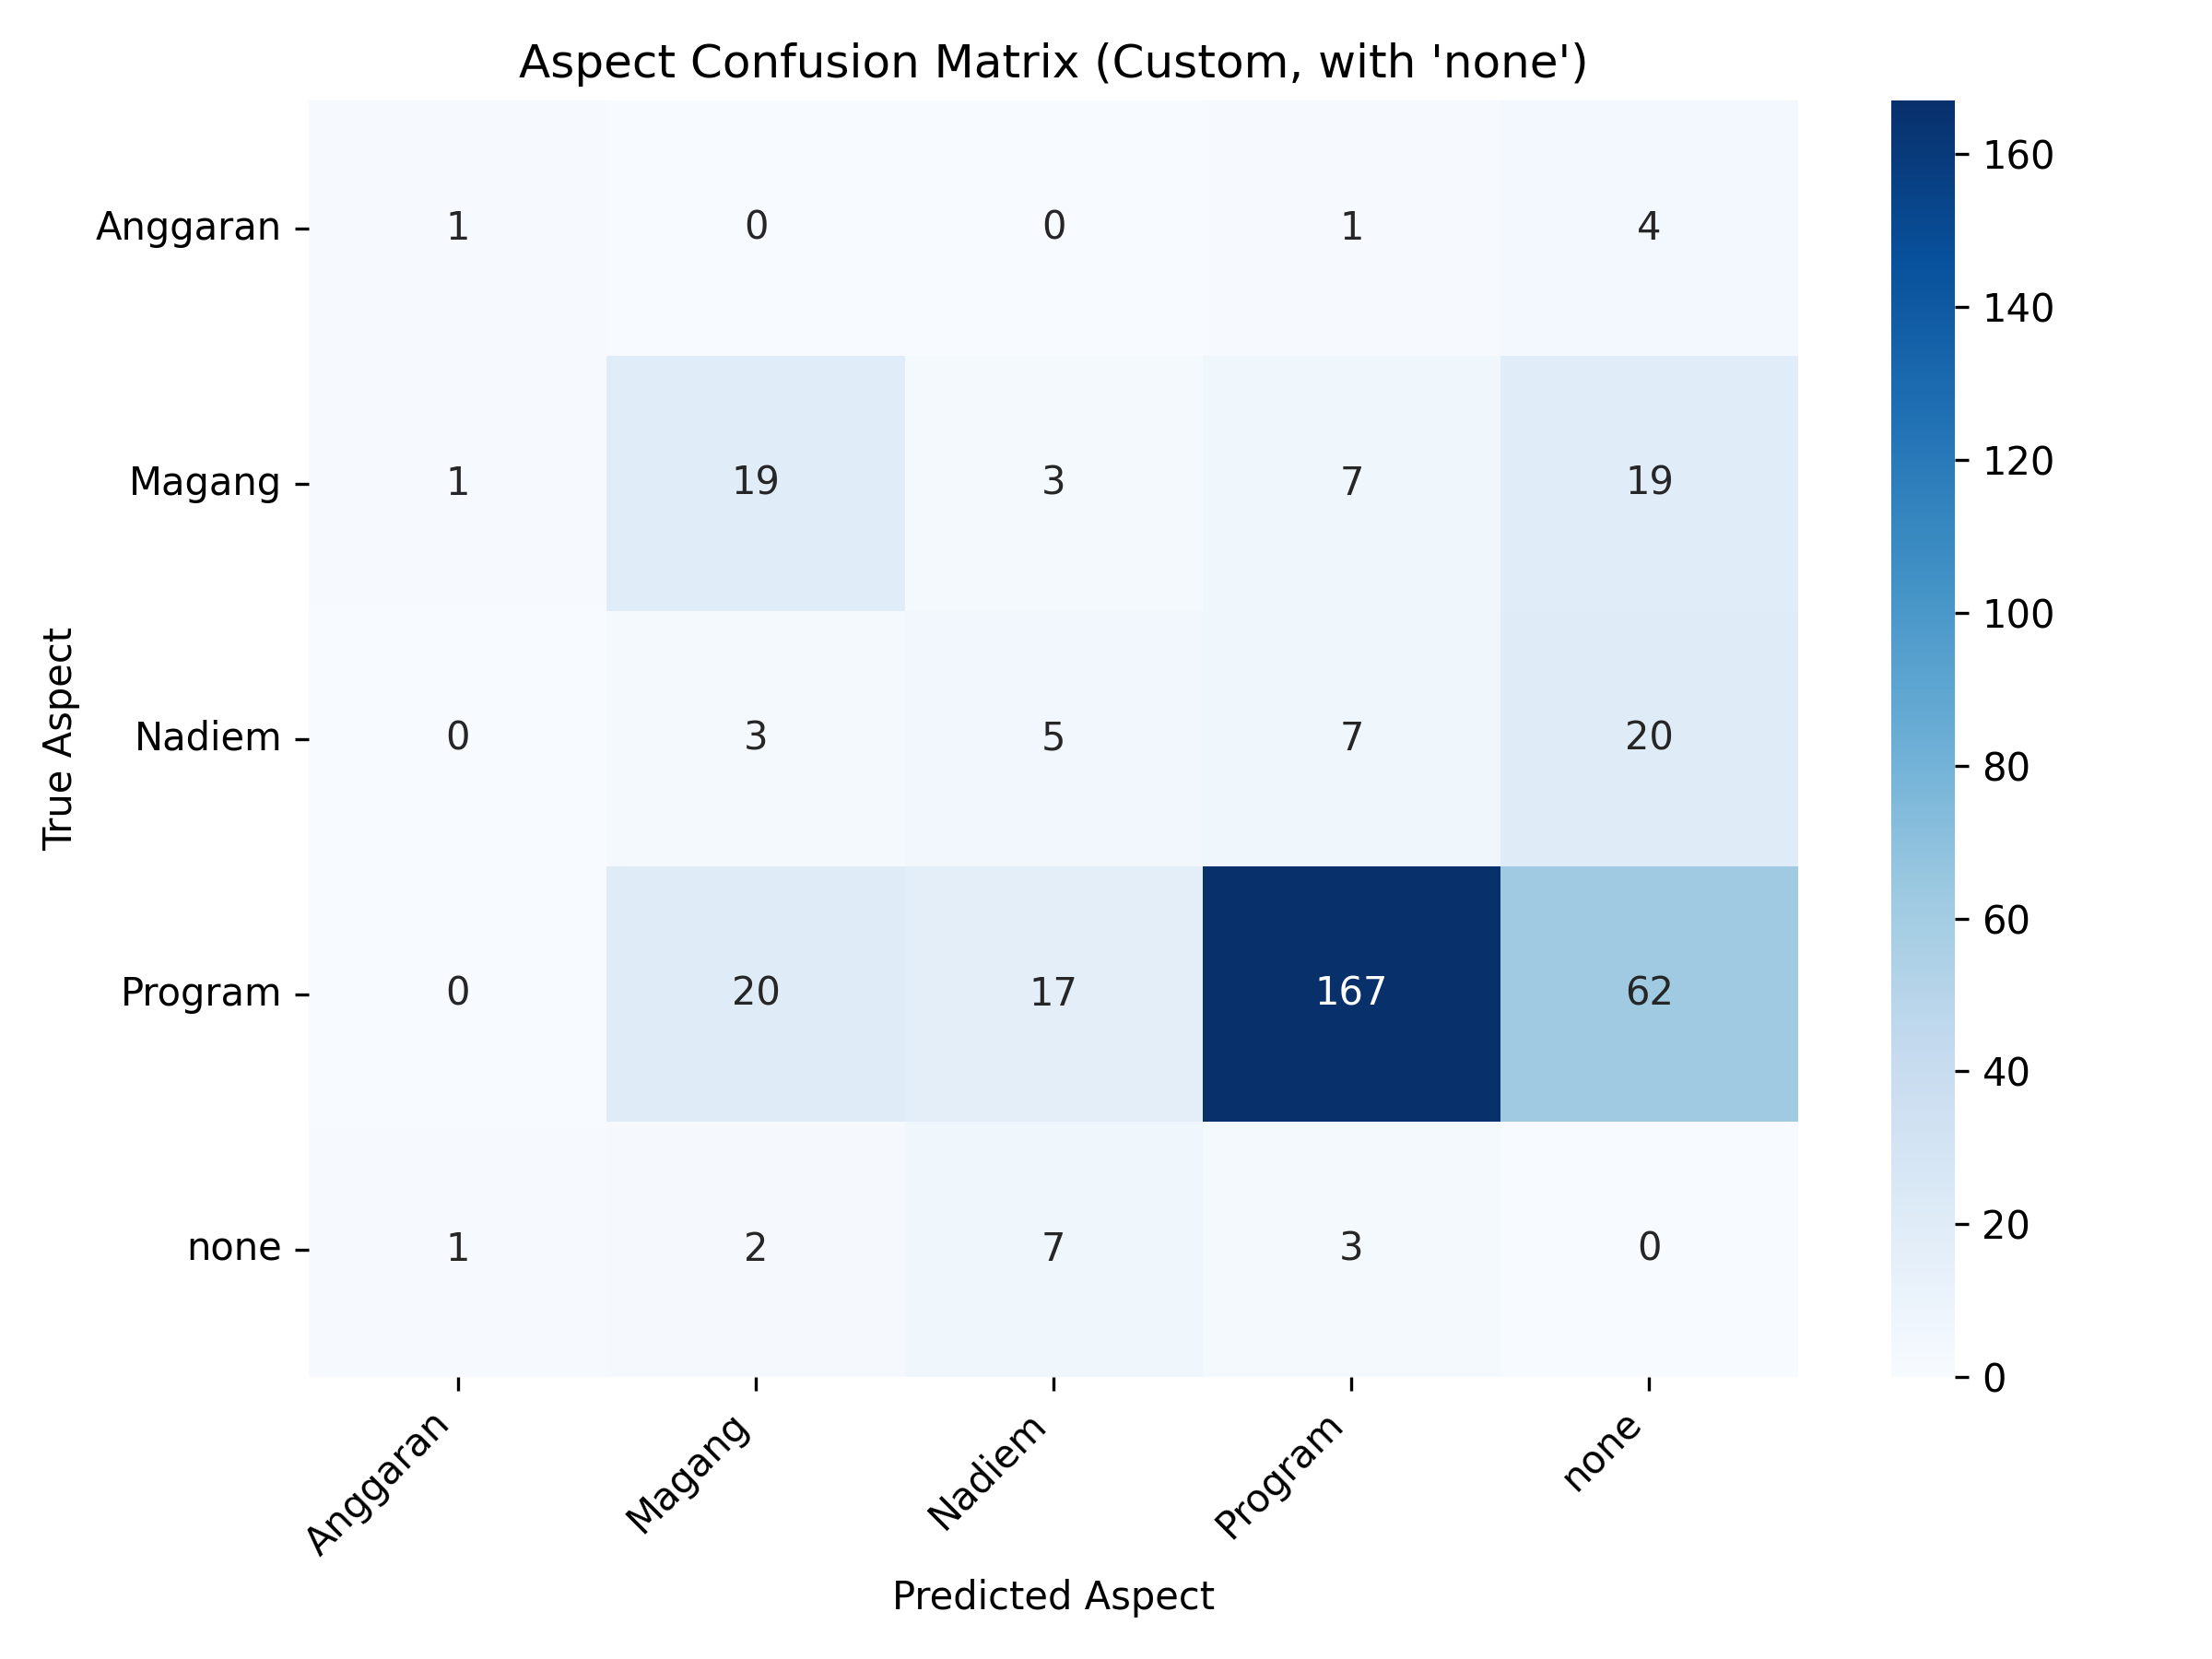 Aspect Confusion Matrix (Custom, with 'none')
Anggaran 1 0 0 1 4
Magang 1 19 3 7 19
Nadiem 0 3 5 7 20
Program 0 20 17 167 62
none 1 2 7 3 0
Anggaran Magang Nadiem Program none
Predicted Aspect
True Aspect
160
140
120
100
80
60
40
20
0